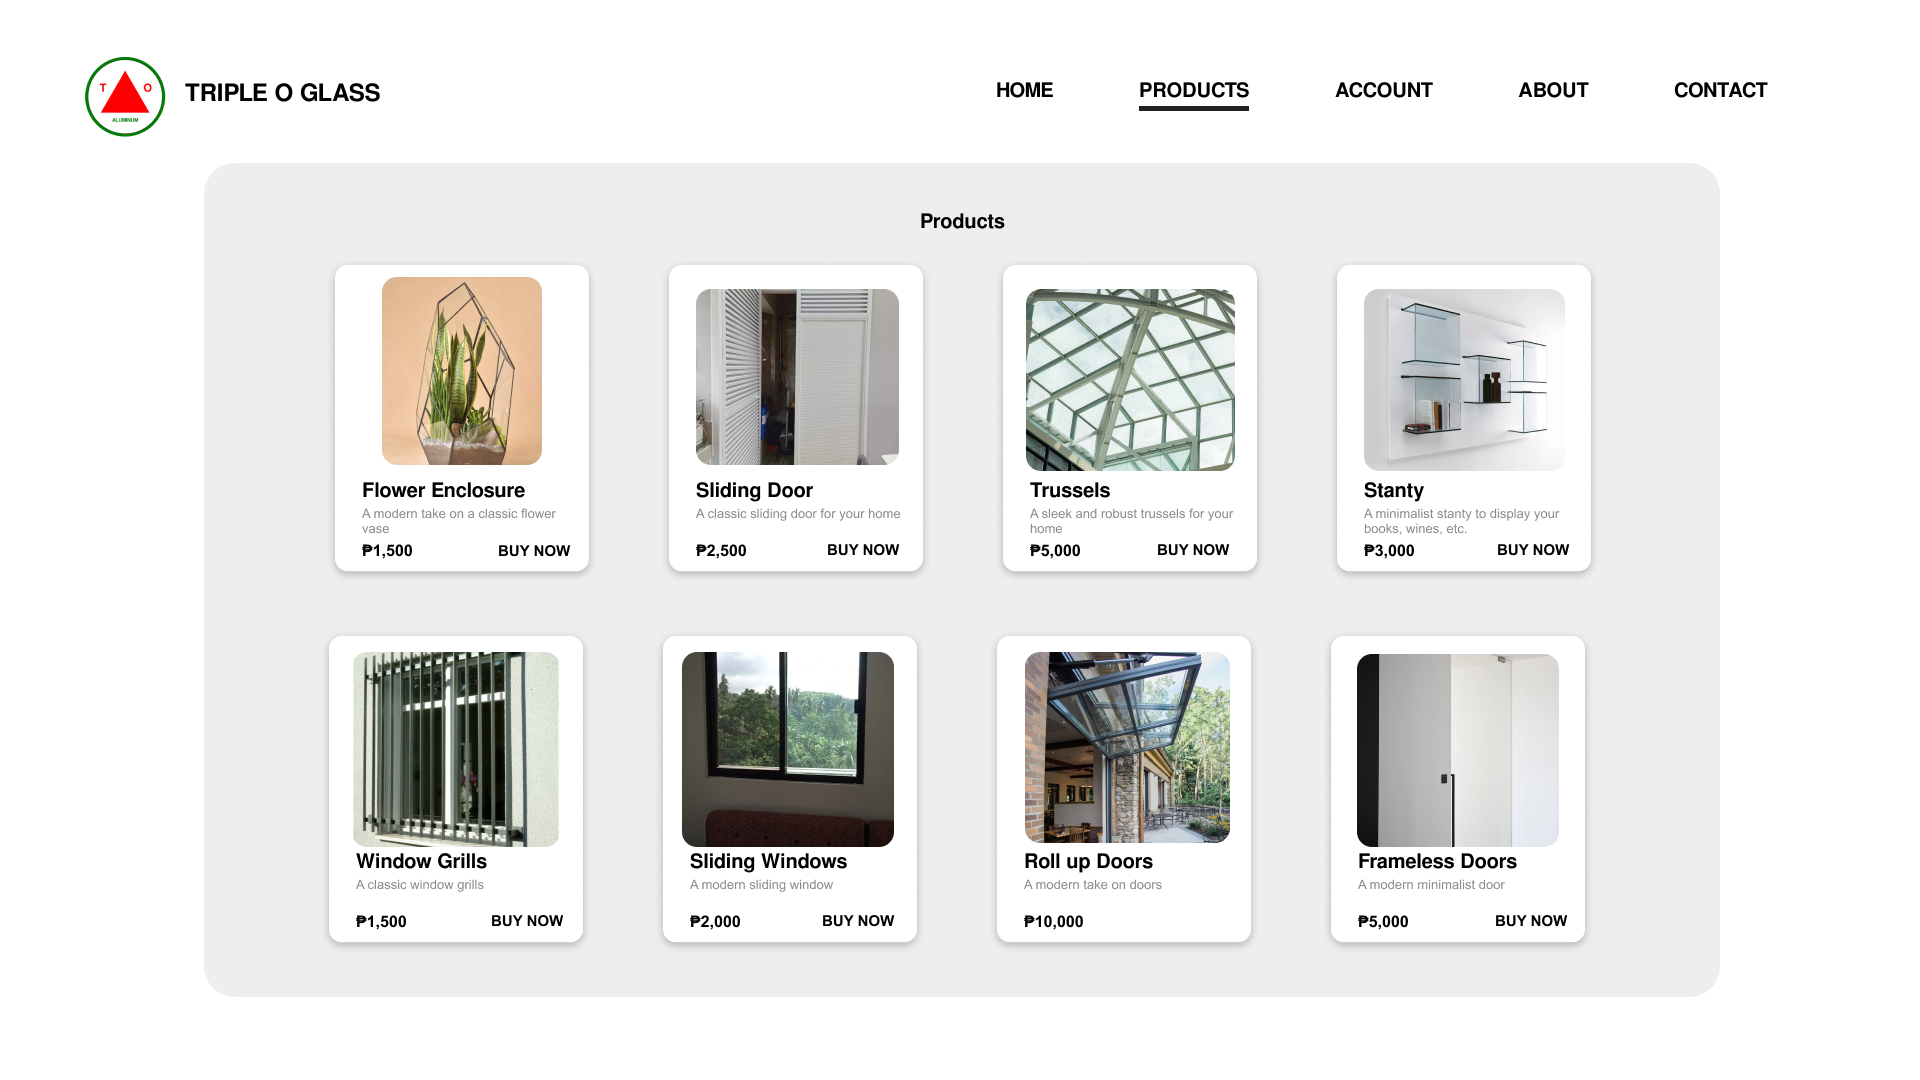 T O
ALUMINUM
TRIPLE O GLASS
HOME
PRODUCTS
ACCOUNT
ABOUT
CONTACT
Products
Flower Enclosure
A modern take on a classic flower
vase
₱1,500
BUY NOW
Sliding Door
A classic sliding door for your home
₱2,500
BUY NOW
Trussels
A sleek and robust trussels for your
home
₱5,000
BUY NOW
Stanty
A minimalist stanty to display your
books, wines, etc.
₱3,000
BUY NOW
Window Grills
A classic window grills
₱1,500
BUY NOW
Sliding Windows
A modern sliding window
₱2,000
BUY NOW
Roll up Doors
A modern take on doors
₱10,000
Frameless Doors
A modern minimalist door
₱5,000
BUY NOW